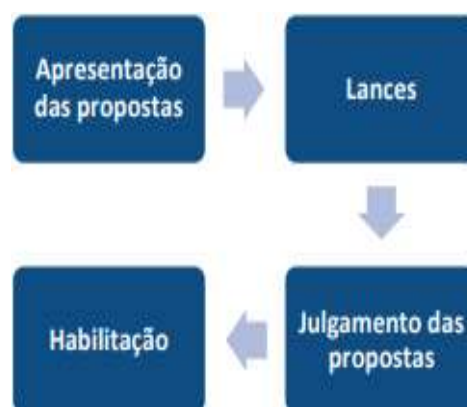 Apresentação
das propostas
Lances
Julgamento das
propostas
Habilitação